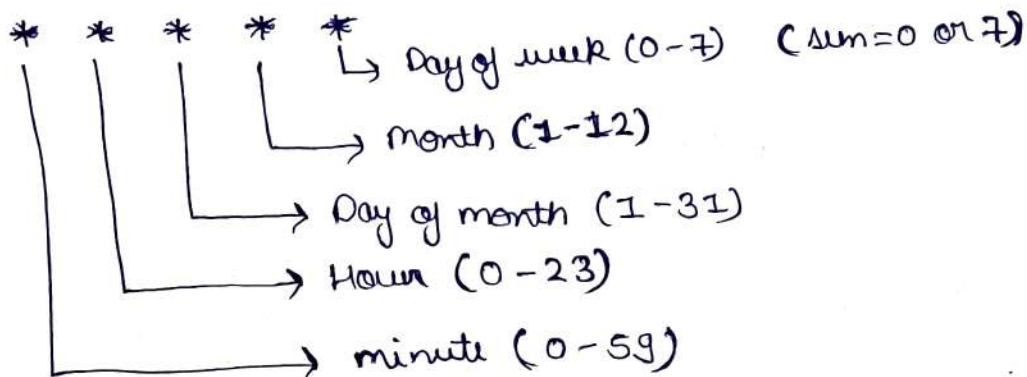 * * * * *
Day of week (0-7) (sun=0 or 7)
month (1-12)
Day of month (1-31)
Hour (0-23)
minute (0-59)